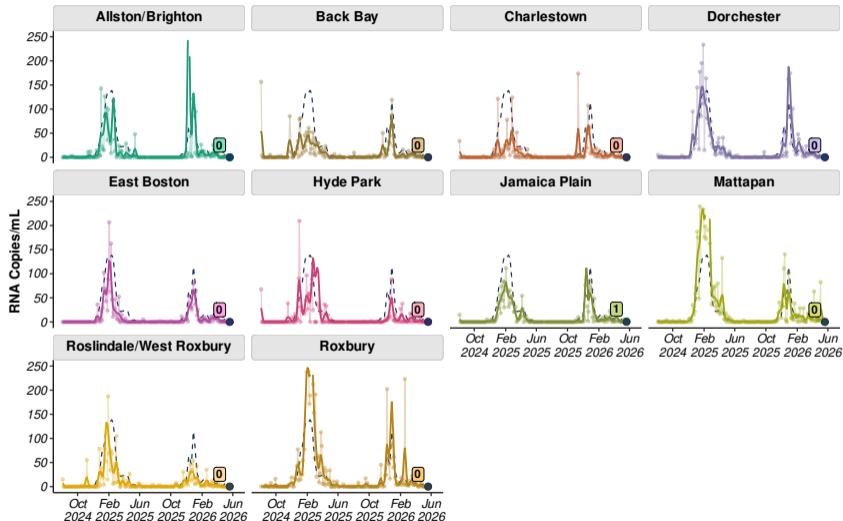 Allston/Brighton Back Bay Charlestown Dorchester
250
200
150
100
50
0
0 0 0 0
East Boston Hyde Park Jamaica Plain Mattapan
RNA Copies/mL
250
200
150
100
50
0
0 0 1 0
Oct Feb Jun Oct Feb Jun Oct Feb Jun Oct Feb Jun
2024 2025 2025 2025 2026 2026 2024 2025 2025 2025 2026 2026
Roslindale/West Roxbury Roxbury
250
200
150
100
50
0
0 0
Oct Feb Jun Oct Feb Jun Oct Feb Jun Oct Feb Jun
2024 2025 2025 2025 2026 2026 2024 2025 2025 2025 2026 2026